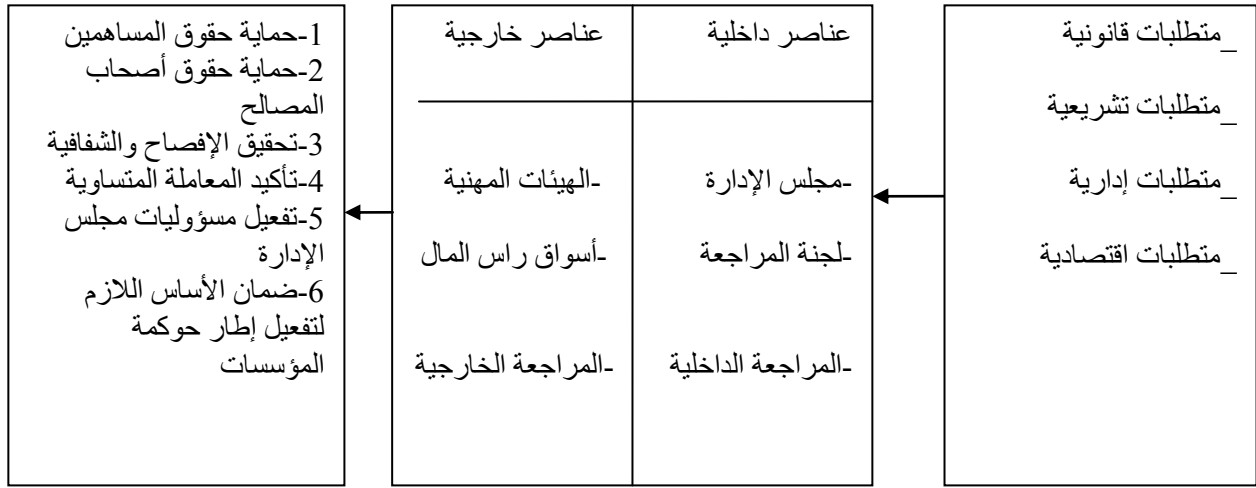 _متطلبات قانونية
_متطلبات تشريعية
_متطلبات إدارية
_متطلبات اقتصادية
عناصر داخلية
-مجلس الإدارة
-لجنة المراجعة
-المراجعة الداخلية
عناصر خارجية
-الهيئات المهنية
-أسواق راس المال
-المراجعة الخارجية
1-حماية حقوق المساهمين
2-حماية حقوق أصحاب
المصالح
3-تحقيق الإفصاح والشفافية
4-تأكيد المعاملة المتساوية
5-تفعيل مسؤوليات مجلس
الإدارة
6-ضمان الأساس اللازم
لتفعيل إطار حوكمة
المؤسسات